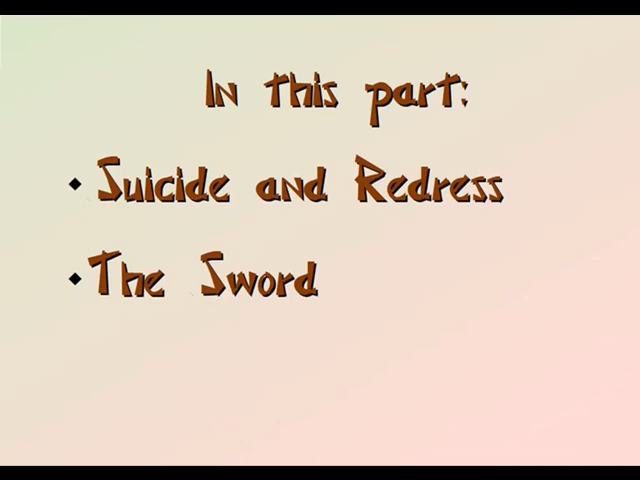 In this part:
• Suicide and Redress
• The Sword